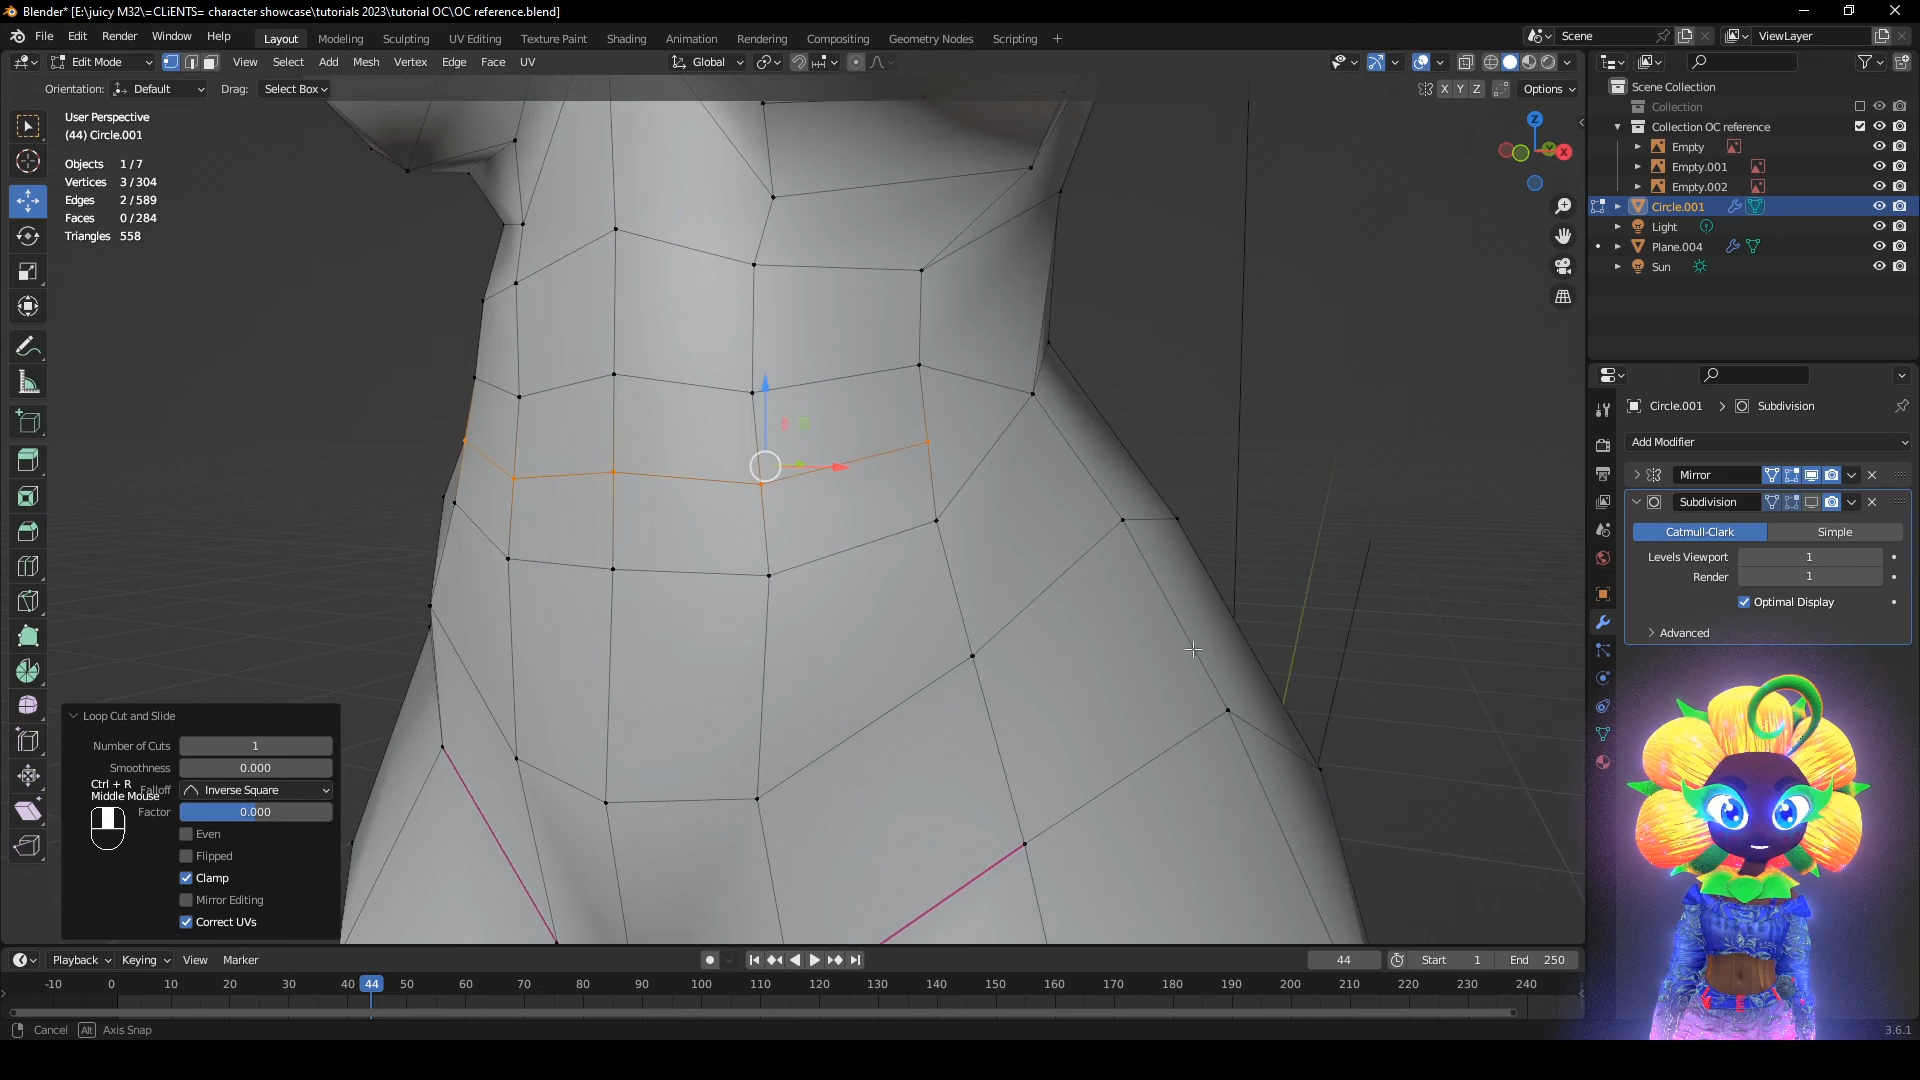 Blender* [E:\juicy M32\=CLiENTS= character showcase\tutorials 2023\tutorial OC\OC reference.blend]
File Edit Render Window Help Layout Modeling Sculpting UV Editing Texture Paint Shading Animation Rendering Compositing Geometry Nodes Scripting + Scene ViewLayer
Edit Mode View Select Add Mesh Vertex Edge Face UV Global
Orientation: Default Drag: Select Box X Y Z Options
User Perspective
(44) Circle.001
Objects 1/7
Vertices 3/304
Edges 2/589
Faces 0/284
Triangles 558
Z
X
Scene Collection
Collection
Collection OC reference
Empty
Empty.001
Empty.002
Circle.001
Light
Plane.004
Sun
Circle.001 > Subdivision
Add Modifier
Mirror
Subdivision
Catmull-Clark Simple
Levels Viewport 1
Render 1
Optimal Display
Advanced
Loop Cut and Slide
Number of Cuts 1
Smoothness 0.000
Falloff Inverse Square
Factor 0.000
Even
Flipped
Clamp
Mirror Editing
Correct UVs
Ctrl + R
Middle Mouse
Playback Keying View Marker 44 Start 1 End 250
-10 0 10 20 30 40 44 50 60 70 80 90 100 110 120 130 140 150 160 170 180 190 200 210 220 230 240
Cancel Alt Axis Snap 3.6.1